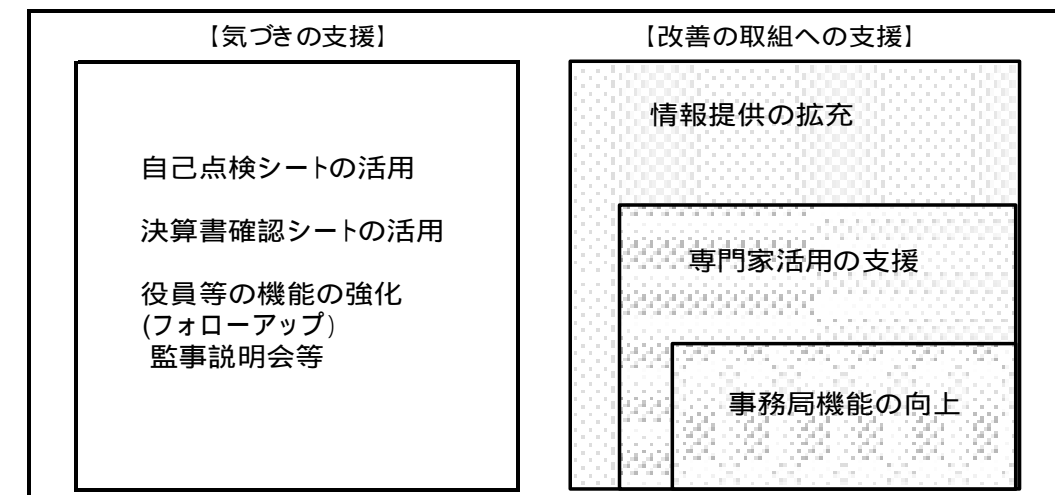 【気づきの支援】
自己点検シートの活用
決算書確認シートの活用
役員等の機能の強化
(フォローアップ)
監事説明会等
【改善の取組への支援】
情報提供の拡充
専門家活用の支援
事務局機能の向上